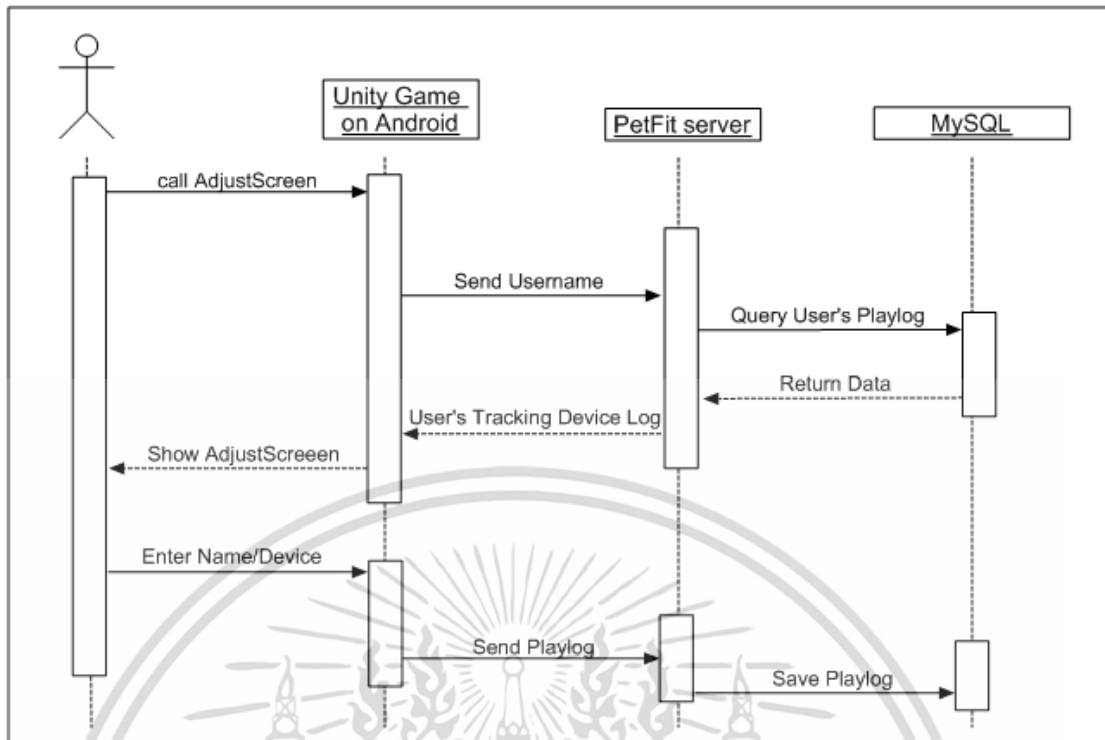 Unity Game
on Android
PetFit server
MySQL
call AdjustScreen
Send Username
Query User's Playlog
Return Data
User's Tracking Device Log
Show AdjustScreeen
Enter Name/Device
Send Playlog
Save Playlog